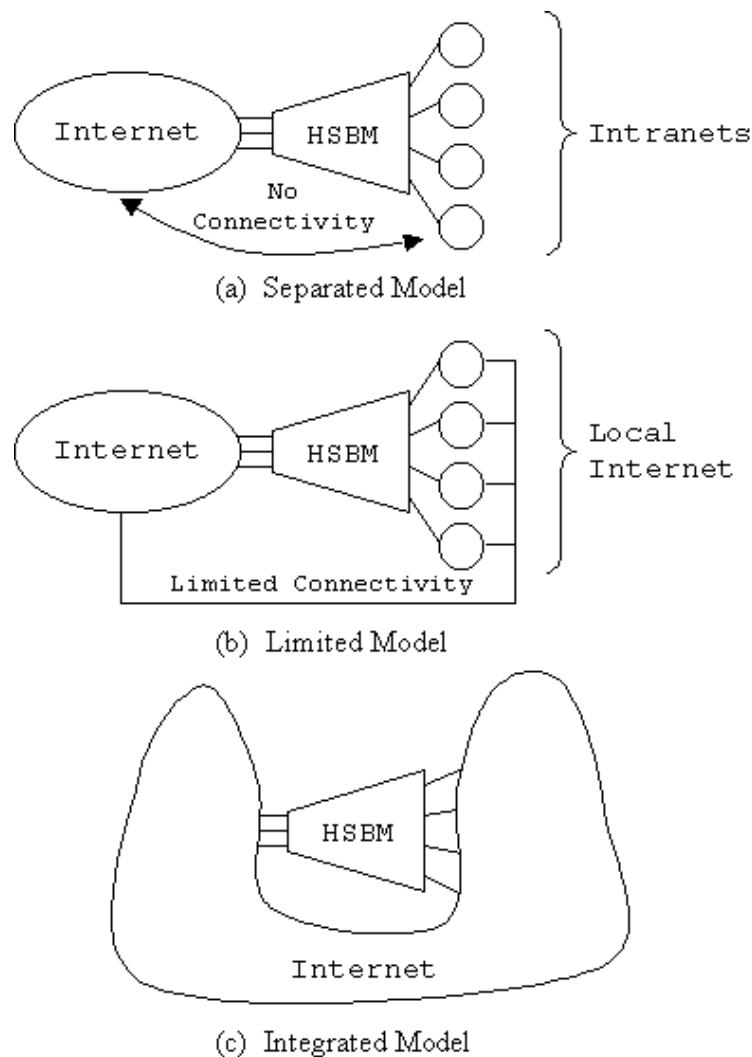 Internet
HSBM
Intranets
No
Connectivity
(a) Separated Model
Internet
HSBM
Local
Internet
Limited Connectivity
(b) Limited Model
HSBM
Internet
(c) Integrated Model